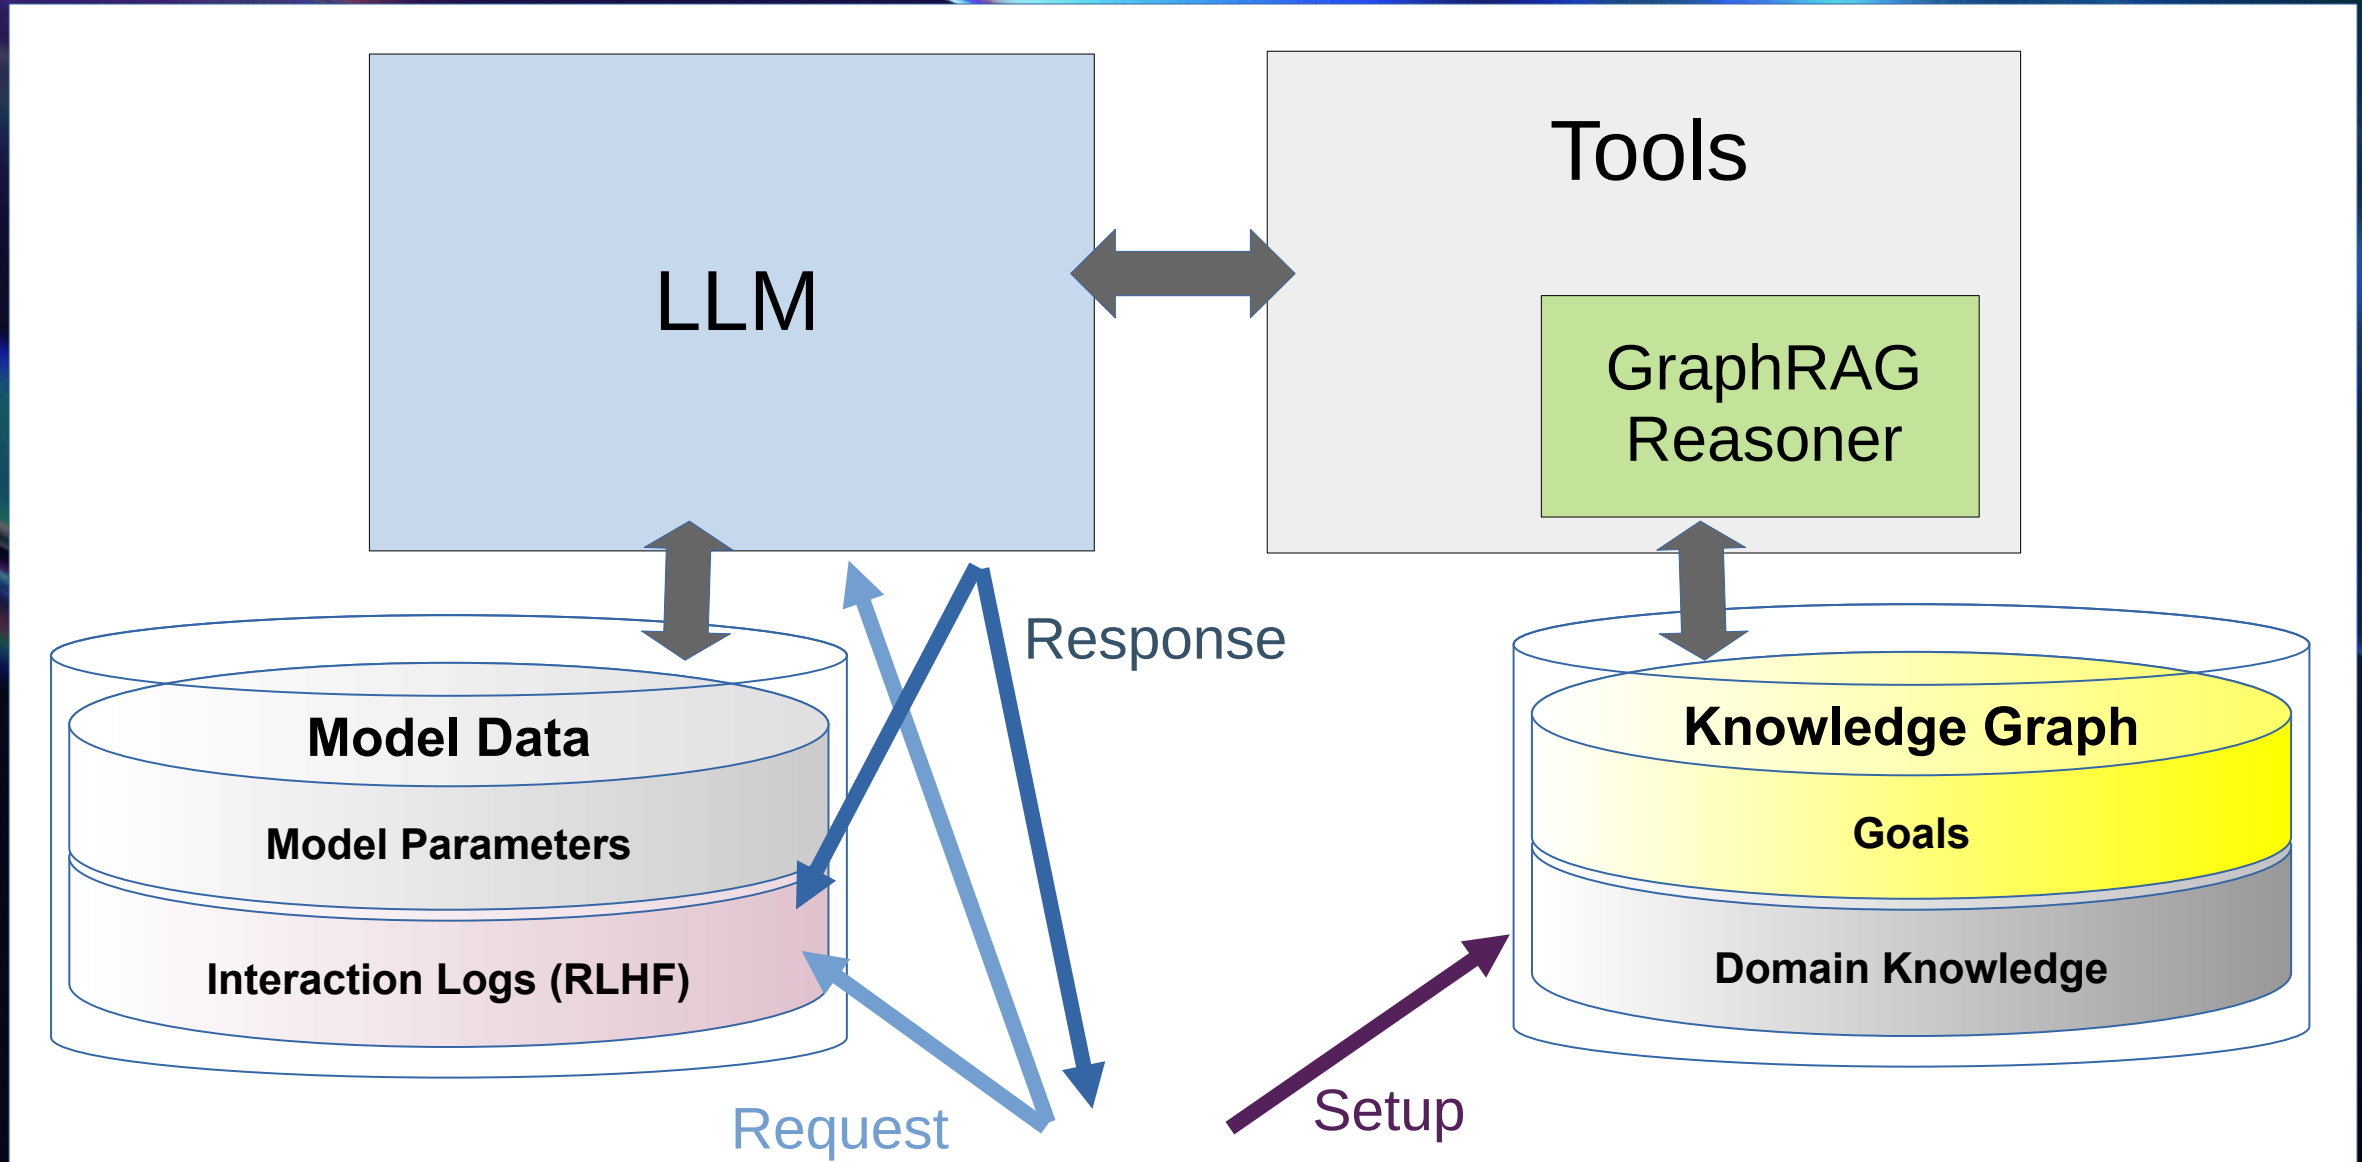 LLM
Tools
GraphRAG
Reasoner
Response
Model Data
Model Parameters
Interaction Logs (RLHF)
Knowledge Graph
Goals
Domain Knowledge
Request
Setup